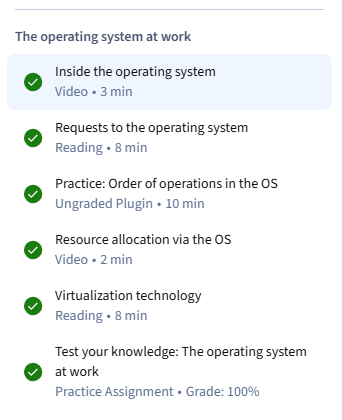 The operating system at work
Inside the operating system
Video • 3 min
Requests to the operating system
Reading • 8 min
Practice: Order of operations in the OS
Ungraded Plugin • 10 min
Resource allocation via the OS
Video • 2 min
Virtualization technology
Reading • 8 min
Test your knowledge: The operating system
at work
Practice Assignment • Grade: 100%